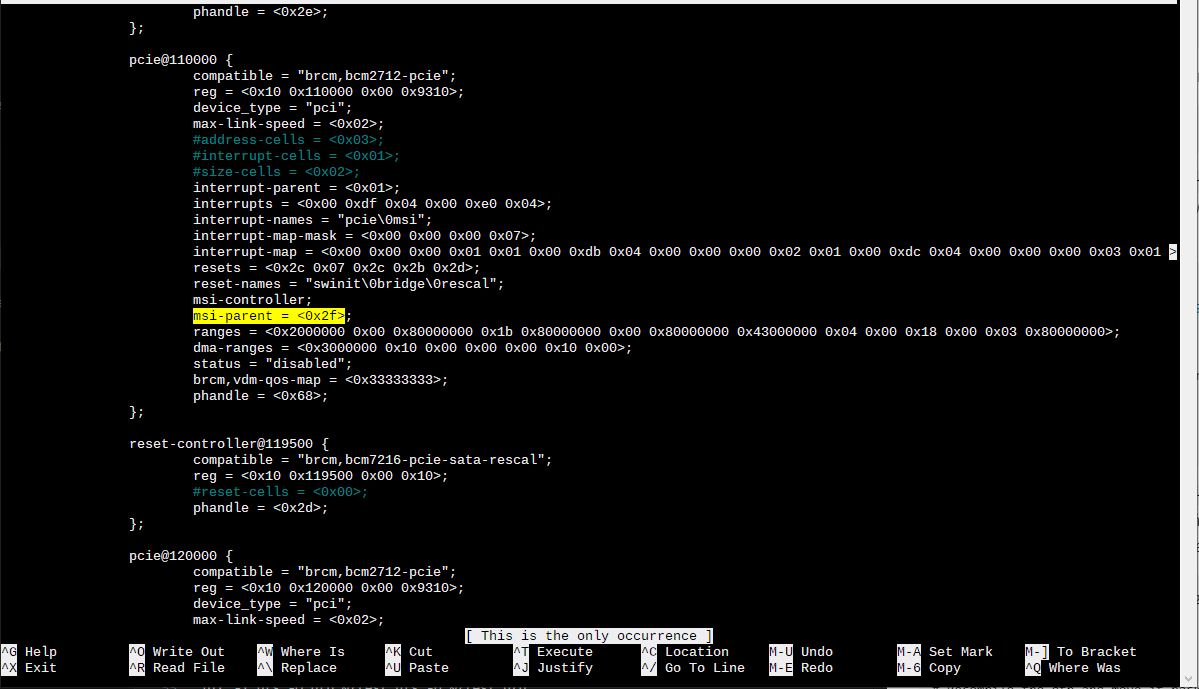 phandle = <0x2e>;
};
pcie@110000 {
compatible = "brcm,bcm2712-pcie";
reg = <0x10 0x110000 0x00 0x9310>;
device_type = "pci";
max-link-speed = <0x02>;
#address-cells = <0x03>;
#interrupt-cells = <0x01>;
#size-cells = <0x02>;
interrupt-parent = <0x01>;
interrupts = <0x00 0xdf 0x04 0x00 0xe0 0x04>;
interrupt-names = "pcie\0msi";
interrupt-map-mask = <0x00 0x00 0x00 0x07>;
interrupt-map = <0x00 0x00 0x00 0x01 0x01 0x00 0xdb 0x04 0x00 0x00 0x00 0x02 0x01 0x00 0xdc 0x04 0x00 0x00 0x00 0x03 0x01 >
resets = <0x2c 0x07 0x2c 0x2b 0x2d>;
reset-names = "swinit\0bridge\0rescal";
msi-controller;
msi-parent = <0x2f>;
ranges = <0x2000000 0x00 0x80000000 0x1b 0x80000000 0x00 0x80000000 0x43000000 0x04 0x00 0x18 0x00 0x03 0x80000000>;
dma-ranges = <0x3000000 0x10 0x00 0x00 0x00 0x10 0x00>;
status = "disabled";
brcm,vdm-qos-map = <0x33333333>;
phandle = <0x68>;
};
reset-controller@119500 {
compatible = "brcm,bcm7216-pcie-sata-rescal";
reg = <0x10 0x119500 0x00 0x10>;
#reset-cells = <0x00>;
phandle = <0x2d>;
};
pcie@120000 {
compatible = "brcm,bcm2712-pcie";
reg = <0x10 0x120000 0x00 0x9310>;
device_type = "pci";
max-link-speed = <0x02>;
[ This is the only occurrence ]
^G Help ^O Write Out ^W Where Is ^K Cut ^T Execute ^C Location M-U Undo M-A Set Mark M-] To Bracket
^X Exit ^R Read File ^\ Replace ^U Paste ^J Justify ^/ Go To Line M-E Redo M-6 Copy ^Q Where Was